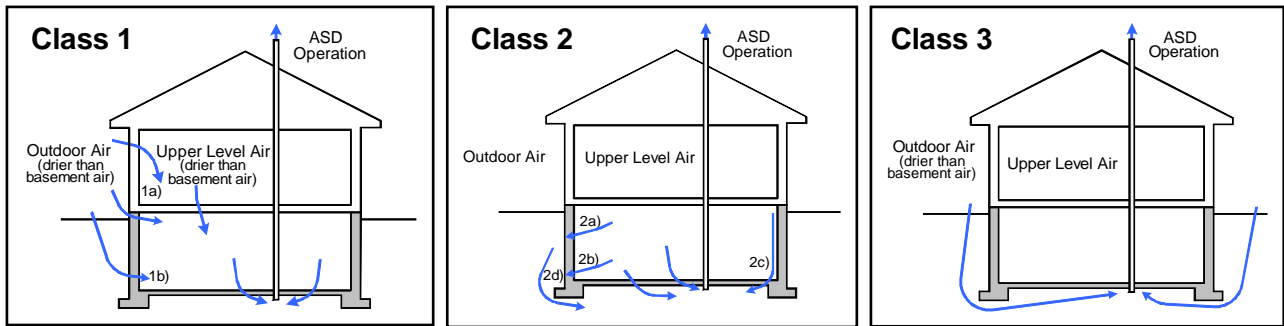 Class 1
ASD
Operation
Outdoor Air
(drier than
basement air)
Upper Level Air
(drier than
basement air)
1a)
1b)
Class 2
ASD
Operation
Outdoor Air
Upper Level Air
2a)
2b)
2c)
2d)
Class 3
ASD
Operation
Outdoor Air
(drier than
basement air)
Upper Level Air